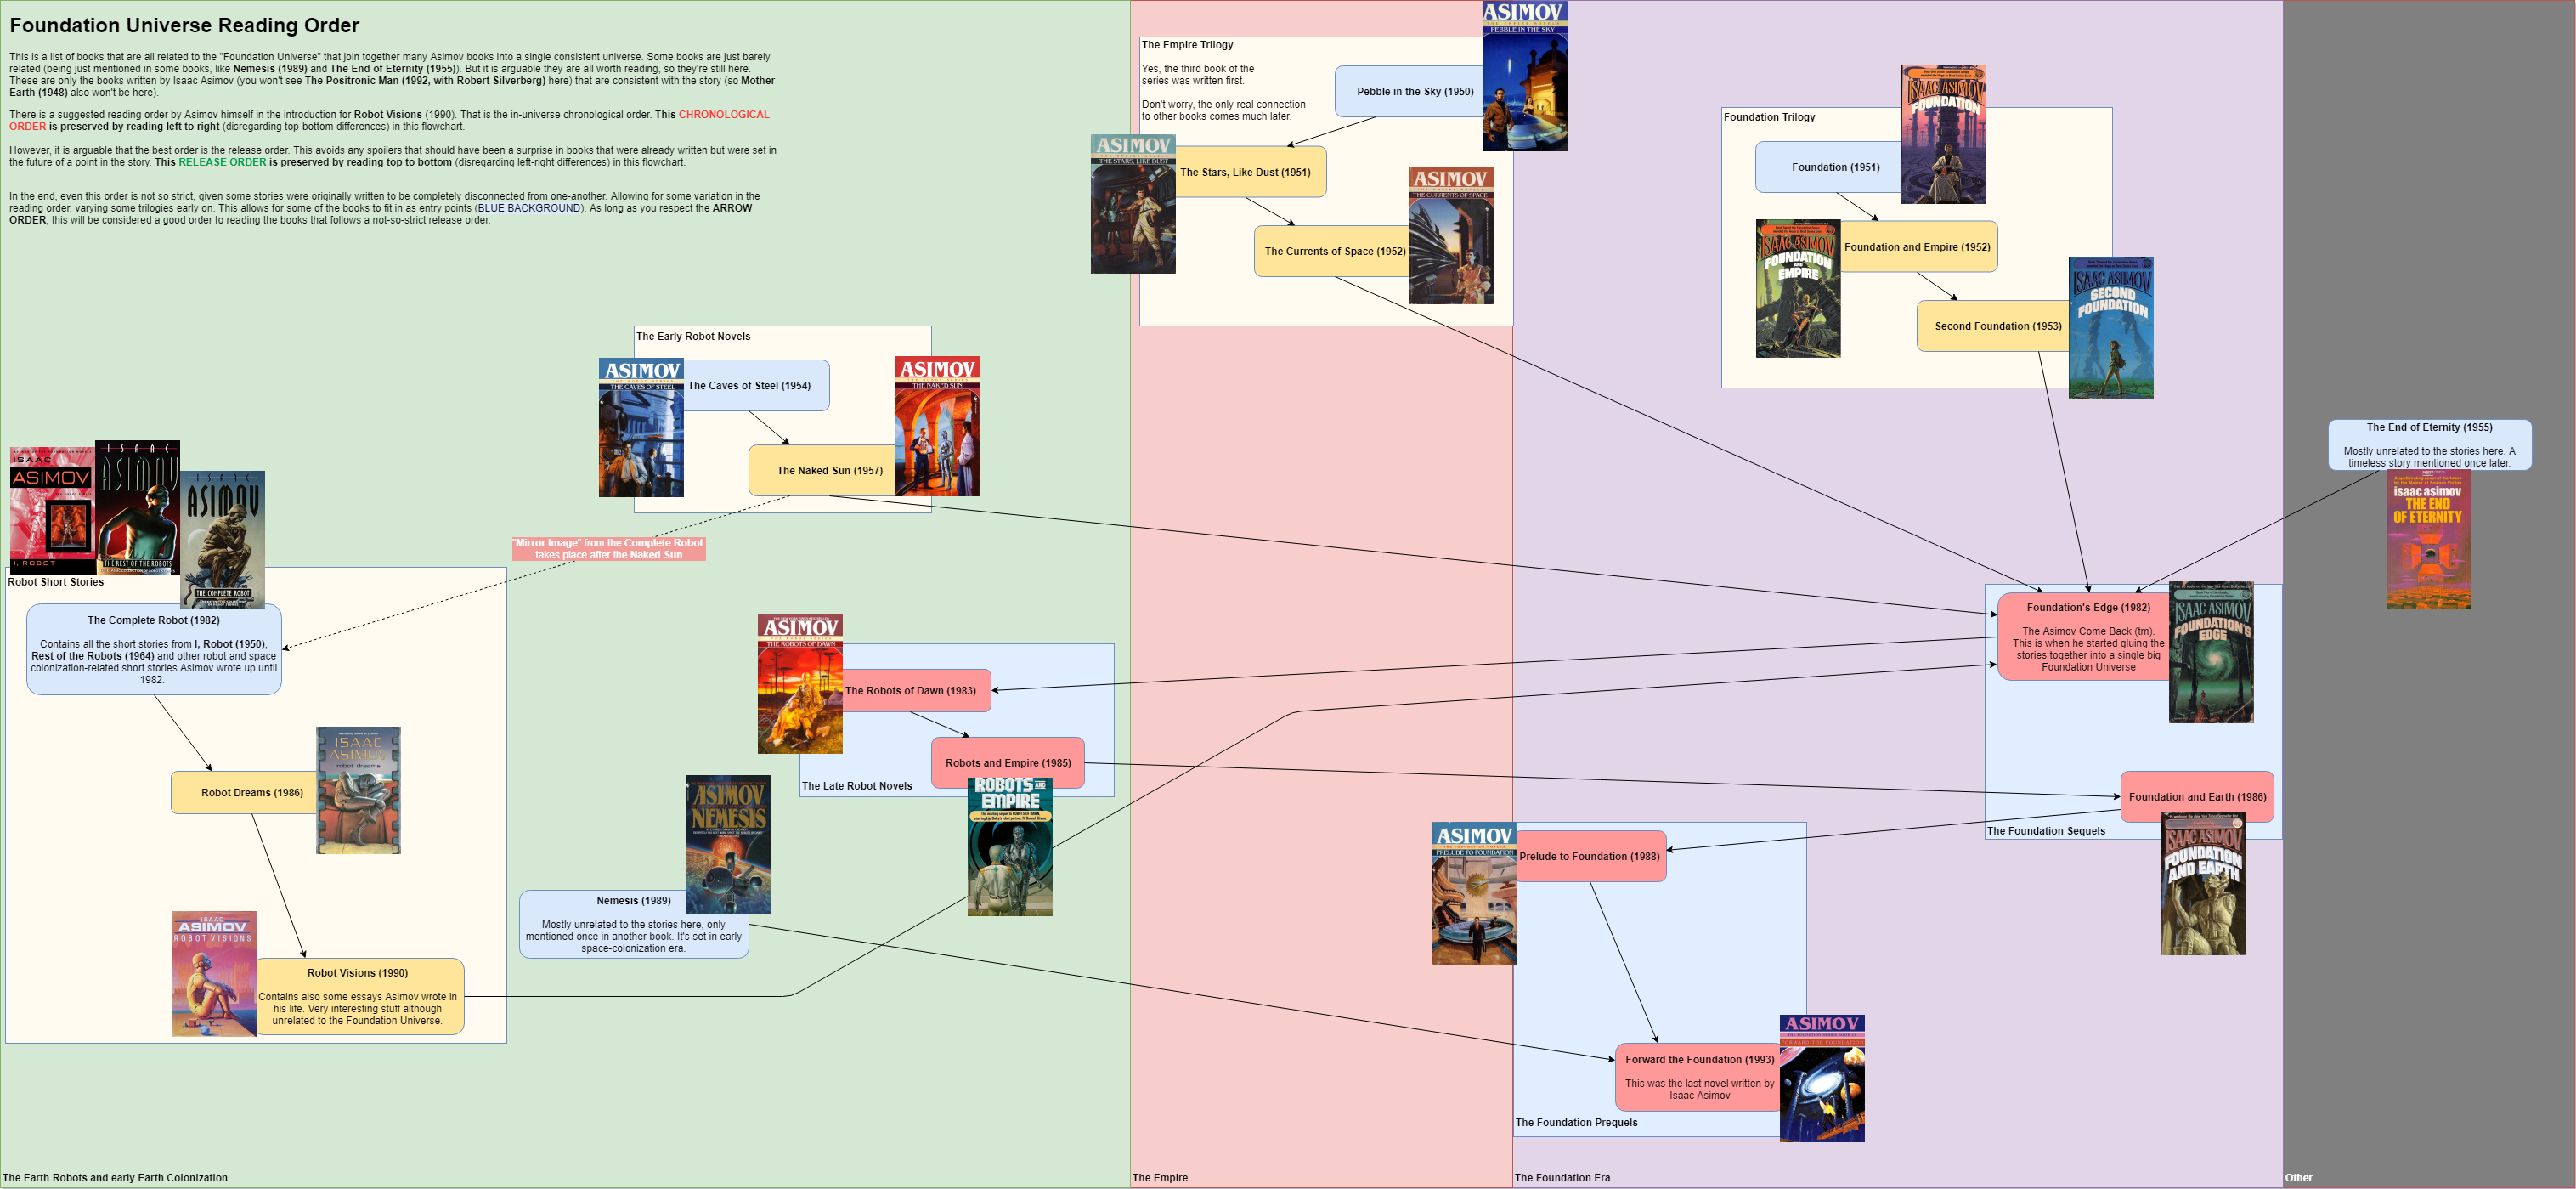 Foundation Universe Reading Order
This is a list of books that are all related to the "Foundation Universe" that join together many Asimov books into a single consistent universe. Some books are just barely
related (being just mentioned in some books, like Nemesis (1989) and The End of Eternity (1955)). But it is arguable they are all worth reading, so they're still here.
These are only the books written by Isaac Asimov (you won't see The Positronic Man (1992, with Robert Silverberg) here) that are consistent with the story (so Mother
Earth (1948) also won't be here).
There is a suggested reading order by Asimov himself in the introduction for Robot Visions (1990). That is the in-universe chronological order. This CHRONOLOGICAL
ORDER is preserved by reading left to right (disregarding top-bottom differences) in this flowchart.
However, it is arguable that the best order is the release order. This avoids any spoilers that should have been a surprise in books that were already written but were set in
the future of a point in the story. This RELEASE ORDER is preserved by reading top to bottom (disregarding left-right differences) in this flowchart.
In the end, even this order is not so strict, given some stories were originally written to be completely disconnected from one-another. Allowing for some variation in the
reading order, varying some trilogies early on. This allows for some of the books to fit in as entry points (BLUE BACKGROUND). As long as you respect the ARROW
ORDER, this will be considered a good order to reading the books that follows a not-so-strict release order.
The Empire Trilogy
Yes, the third book of the
series was written first.
Don't worry, the only real connection
to other books comes much later.
Pebble in the Sky (1950)
ASIMOV
PEBBLE IN THE SKY
ASIMOV
THE STARS, LIKE DUST
The Stars, Like Dust (1951)
ASIMOV
THE CURRENTS OF SPACE
The Currents of Space (1952)
Foundation Trilogy
ISAAC ASIMOV
FOUNDATION
Foundation (1951)
ISAAC ASIMOV
FOUNDATION
AND
EMPIRE
Foundation and Empire (1952)
ISAAC ASIMOV
SECOND
FOUNDATION
Second Foundation (1953)
The Early Robot Novels
ASIMOV
THE CAVES OF STEEL
The Caves of Steel (1954)
ASIMOV
THE NAKED SUN
The Naked Sun (1957)
"Mirror Image" from the Complete Robot
takes place after the Naked Sun
The End of Eternity (1955)
Mostly unrelated to the stories here. A
timeless story mentioned once later.
isaac asimov
THE END
OF ETERNITY
ISAAC
ASIMOV
I, ROBOT
ISAAC
ASIMOV
THE REST OF THE ROBOTS
ISAAC
ASIMOV
THE COMPLETE ROBOT
Robot Short Stories
The Complete Robot (1982)
Contains all the short stories from I, Robot (1950),
Rest of the Robots (1964) and other robot and space
colonization-related short stories Asimov wrote up until
1982.
ISAAC
ASIMOV
robot dreams
Robot Dreams (1986)
ISAAC
ASIMOV
ROBOT VISIONS
Robot Visions (1990)
Contains also some essays Asimov wrote in
his life. Very interesting stuff although
unrelated to the Foundation Universe.
ASIMOV
THE ROBOTS OF DAWN
The Robots of Dawn (1983)
Robots and Empire (1985)
The Late Robot Novels
ROBOTS AND
EMPIRE
ASIMOV
NEMESIS
Nemesis (1989)
Mostly unrelated to the stories here, only
mentioned once in another book. It's set in early
space-colonization era.
Foundation's Edge (1982)
The Asimov Come Back (tm).
This is when he started gluing the
stories together into a single big
Foundation Universe
ISAAC ASIMOV
FOUNDATION'S
EDGE
Foundation and Earth (1986)
The Foundation Sequels
ISAAC ASIMOV
FOUNDATION
AND EARTH
ASIMOV
PRELUDE TO FOUNDATION
Prelude to Foundation (1988)
ASIMOV
FORWARD THE FOUNDATION
Forward the Foundation (1993)
This was the last novel written by
Isaac Asimov
The Foundation Prequels
The Earth Robots and early Earth Colonization
The Empire
The Foundation Era
Other